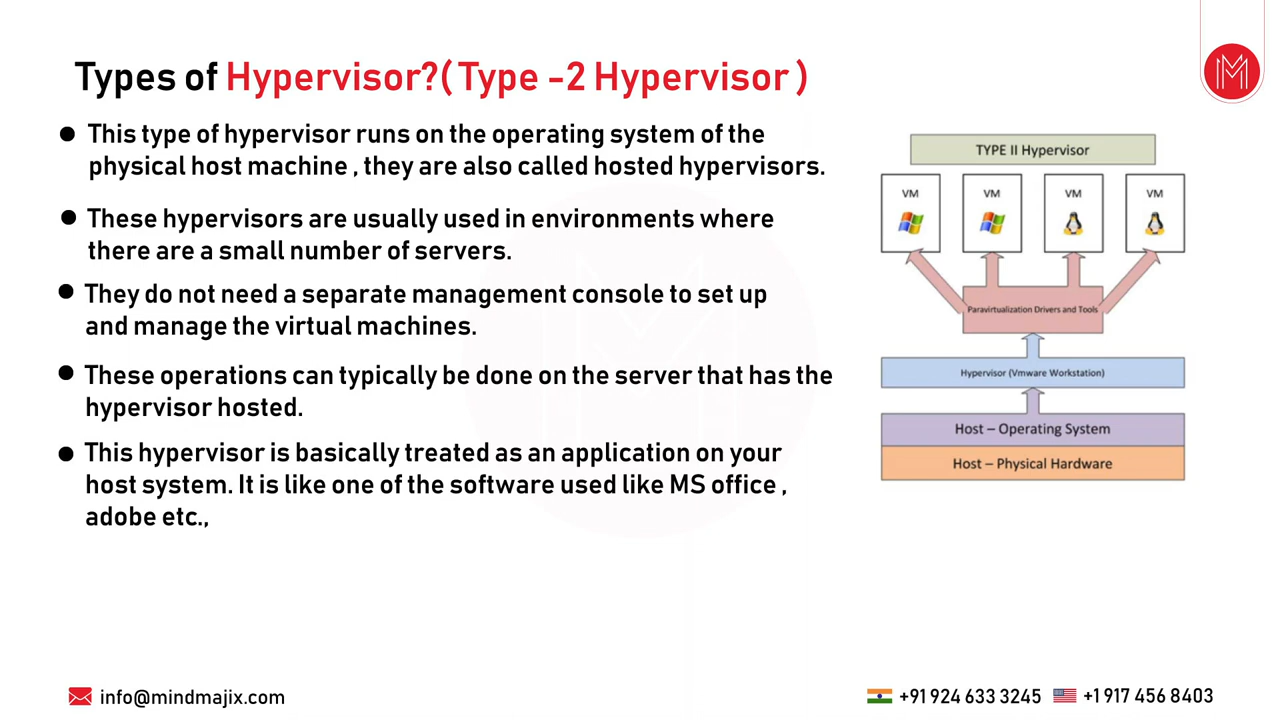 Types of Hypervisor?( Type -2 Hypervisor )
● This type of hypervisor runs on the operating system of the
physical host machine , they are also called hosted hypervisors.
● These hypervisors are usually used in environments where
there are a small number of servers.
● They do not need a separate management console to set up
and manage the virtual machines.
● These operations can typically be done on the server that has the
hypervisor hosted.
● This hypervisor is basically treated as an application on your
host system. It is like one of the software used like MS office ,
adobe etc.,
TYPE II Hypervisor
VM VM VM VM
Paravirtualization Drivers and Tools
Hypervisor (Vmware Workstation)
Host – Operating System
Host – Physical Hardware
info@mindmajix.com
+91 924 633 3245 +1 917 456 8403